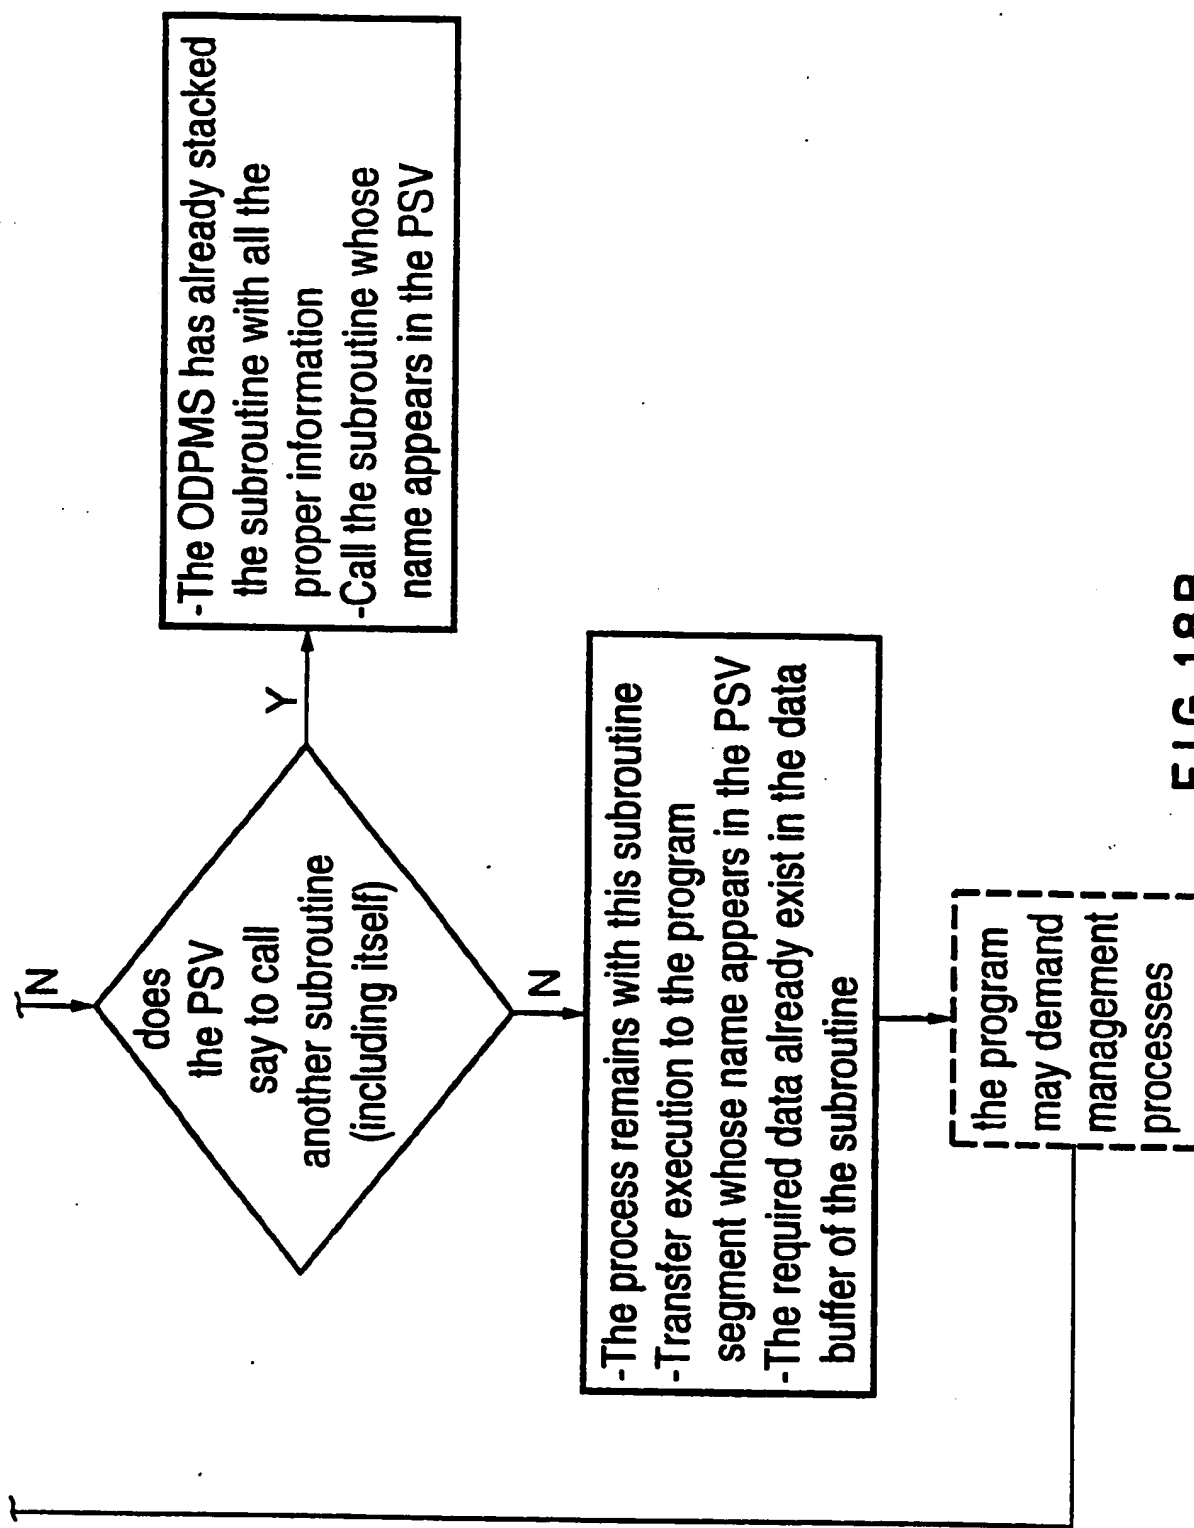 N
does
the PSV
say to call
another subroutine
(including itself)
Y
-The ODPMS has already stacked
the subroutine with all the
proper information
-Call the subroutine whose
name appears in the PSV
N
-The process remains with this subroutine
-Transfer execution to the program
segment whose name appears in the PSV
-The required data already exist in the data
buffer of the subroutine
the program
may demand
management
processes